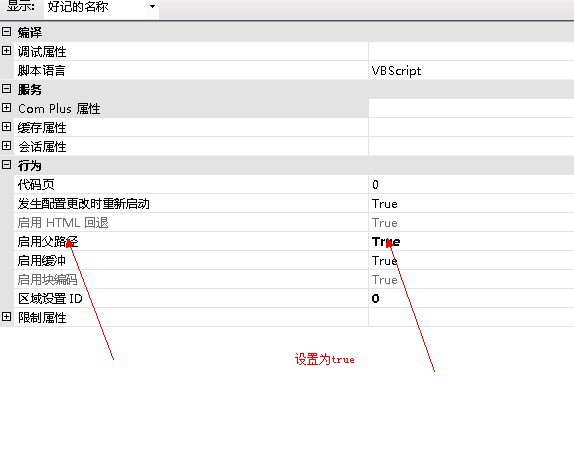 显示: 好记的名称
编译
调试属性
脚本语言 VBScript
服务
Com Plus 属性
缓存属性
会话属性
行为
代码页 0
发生配置更改时重新启动 True
启用 HTML 回退 True
启用父路径 True
启用缓冲 True
启用块编码 True
区域设置 ID 0
限制属性
设置为true